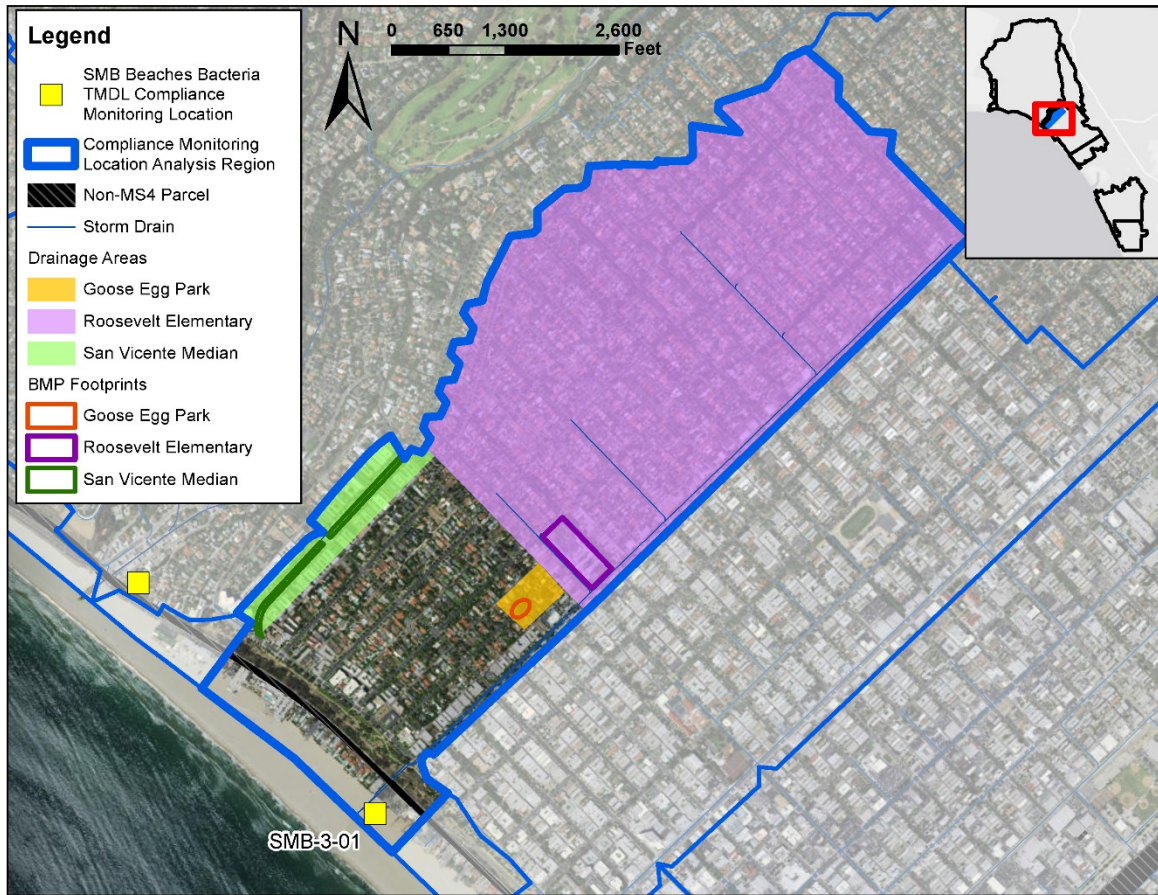 Legend
SMB Beaches Bacteria
TMDL Compliance
Monitoring Location
Compliance Monitoring
Location Analysis Region
Non-MS4 Parcel
Storm Drain
Drainage Areas
Goose Egg Park
Roosevelt Elementary
San Vicente Median
BMP Footprints
Goose Egg Park
Roosevelt Elementary
San Vicente Median
N
0 650 1,300 2,600
Feet
SMB-3-01